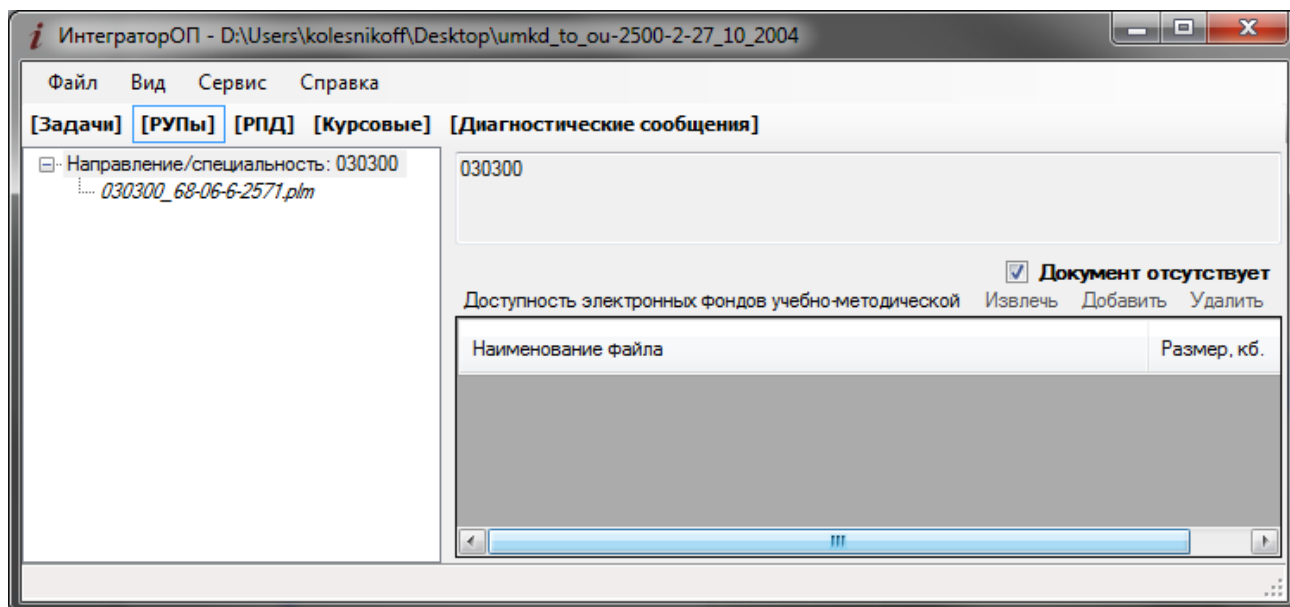 ИнтеграторОП - D:\Users\kolesnikoff\Desktop\umkd_to_ou-2500-2-27_10_2004
Файл Вид Сервис Справка
[Задачи] [РУПы] [РПД] [Курсовые] [Диагностические сообщения]
Направление/специальность: 030300
030300_68-06-6-2571.plm
030300
Документ отсутствует
Доступность электронных фондов учебно-методической Извлечь Добавить Удалить
Наименование файла Размер, кб.